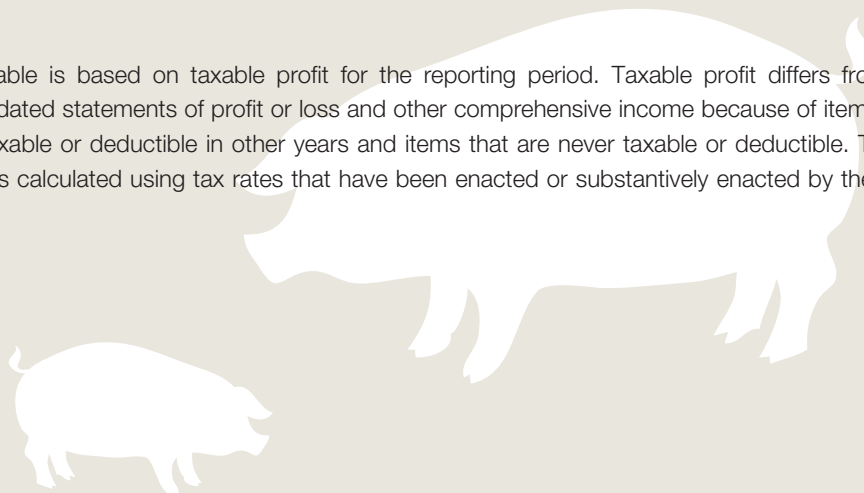 able is based on taxable profit for the reporting period. Taxable profit differs fro
dated statements of profit or loss and other comprehensive income because of item
xable or deductible in other years and items that are never taxable or deductible. T
s calculated using tax rates that have been enacted or substantively enacted by the